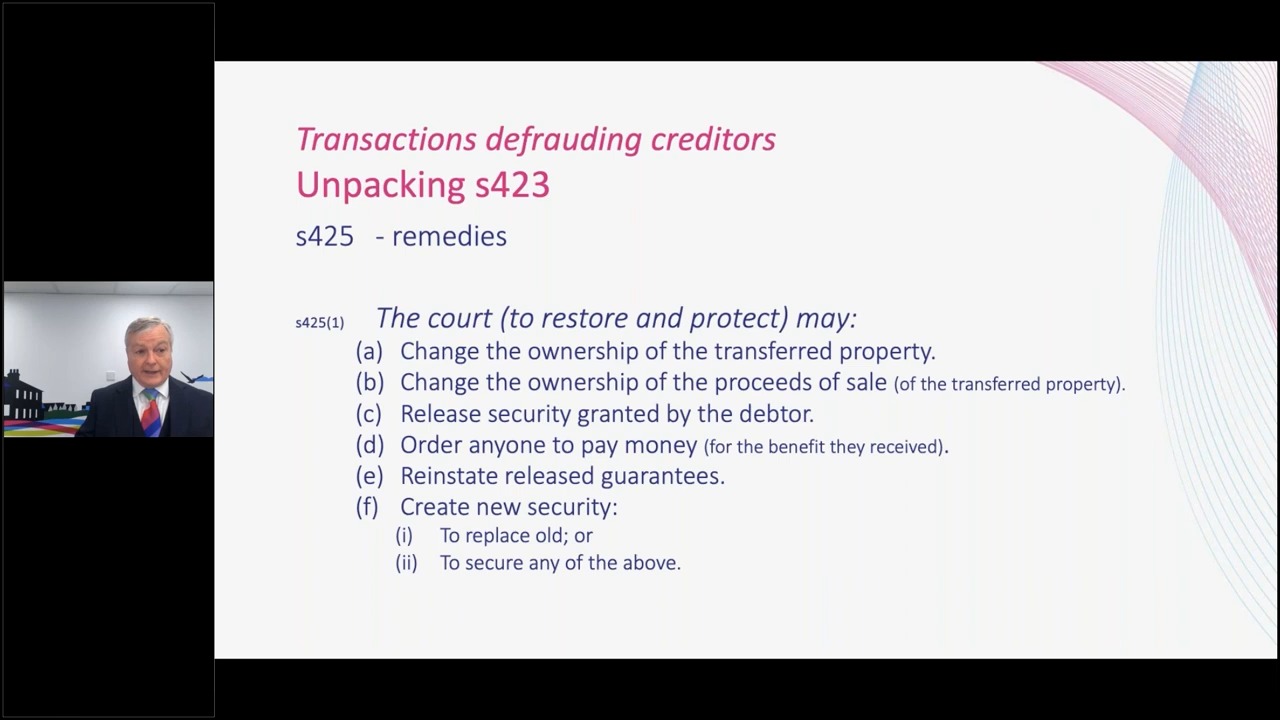 Transactions defrauding creditors
Unpacking s423
s425 - remedies
s425(1) The court (to restore and protect) may:
(a) Change the ownership of the transferred property.
(b) Change the ownership of the proceeds of sale (of the transferred property).
(c) Release security granted by the debtor.
(d) Order anyone to pay money (for the benefit they received).
(e) Reinstate released guarantees.
(f) Create new security:
(i) To replace old; or
(ii) To secure any of the above.